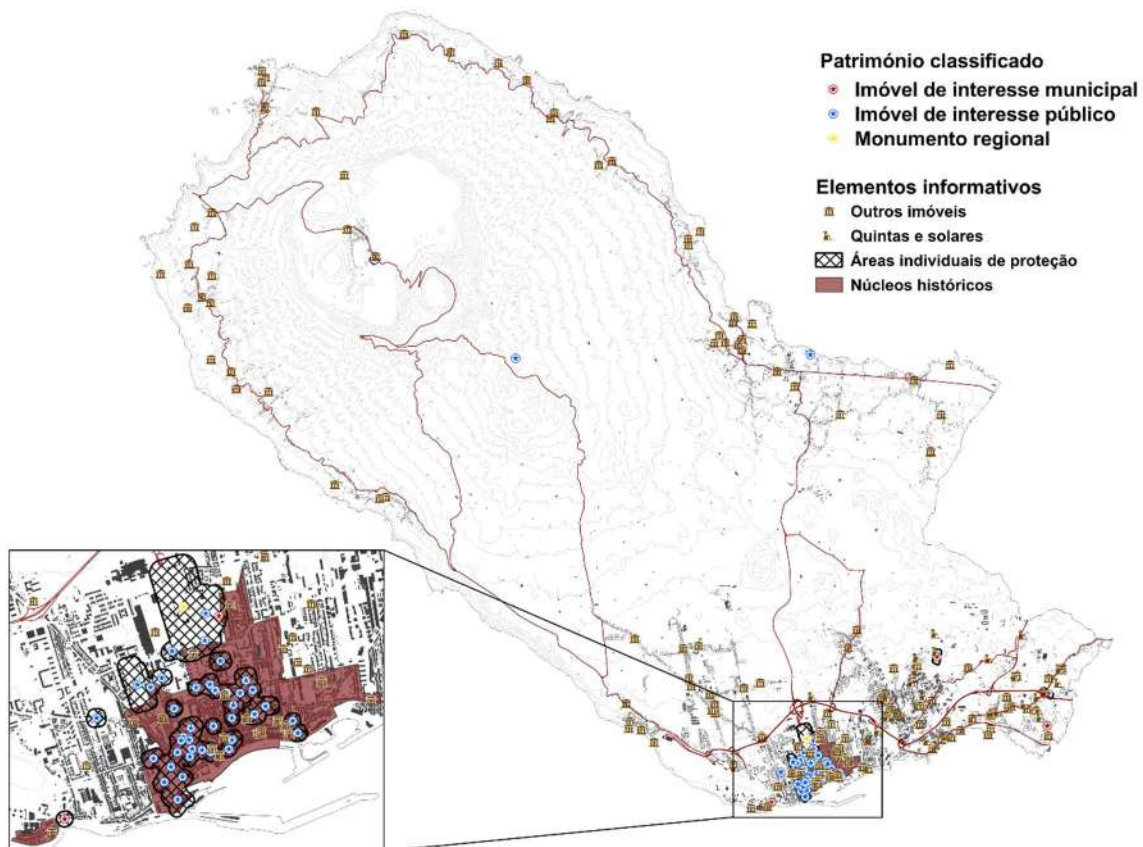 Património classificado
Imóvel de interesse municipal
Imóvel de interesse público
Monumento regional
Elementos informativos
Outros imóveis
Quintas e solares
Áreas individuais de proteção
Núcleos históricos